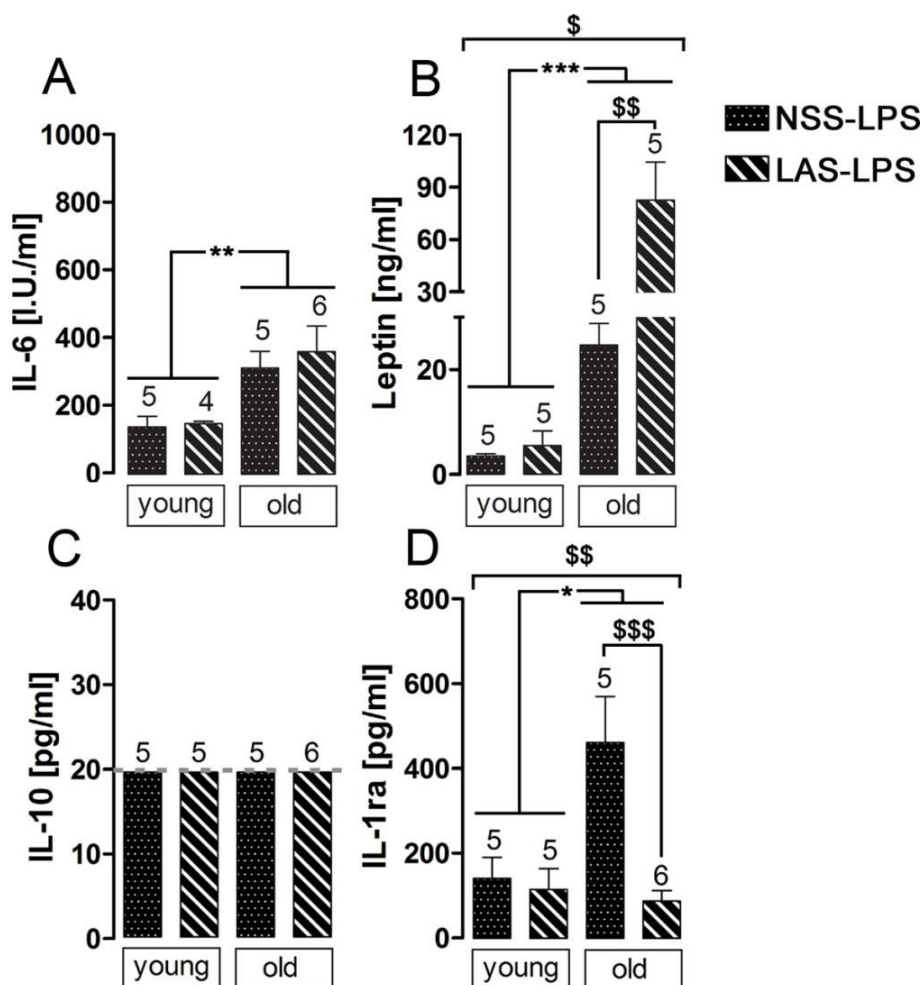 $
A
B
***
$$
NSS-LPS
LAS-LPS
IL-6 [I.U./ml]
1000
800
600
400
200
0
**
5
4
5
6
young
old
Leptin [ng/ml]
120
90
60
30
20
0
5
5
5
5
young
old
C
D
$$
*
$$$
IL-10 [pg/ml]
40
30
20
10
0
5
5
5
6
young
old
IL-1ra [pg/ml]
800
600
400
200
0
5
5
5
6
young
old